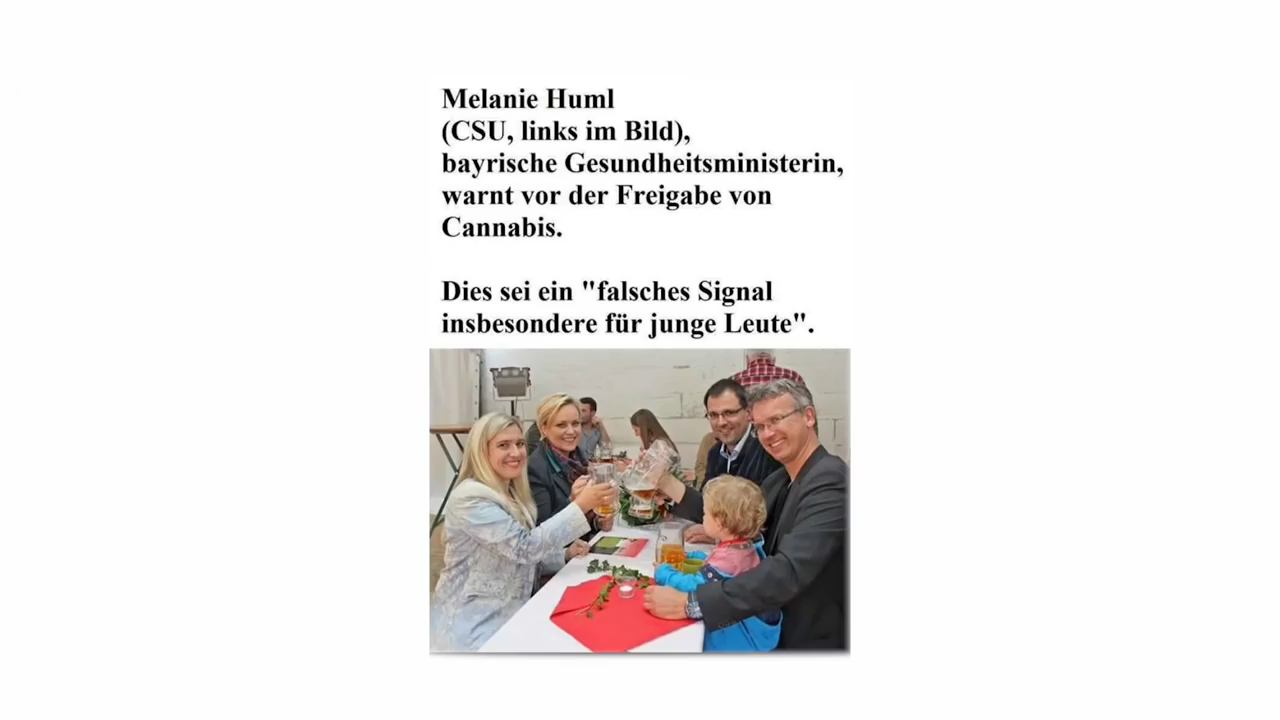 Melanie Huml
(CSU, links im Bild),
bayrische Gesundheitsministerin,
warnt vor der Freigabe von
Cannabis.
Dies sei ein "falsches Signal
insbesondere für junge Leute".